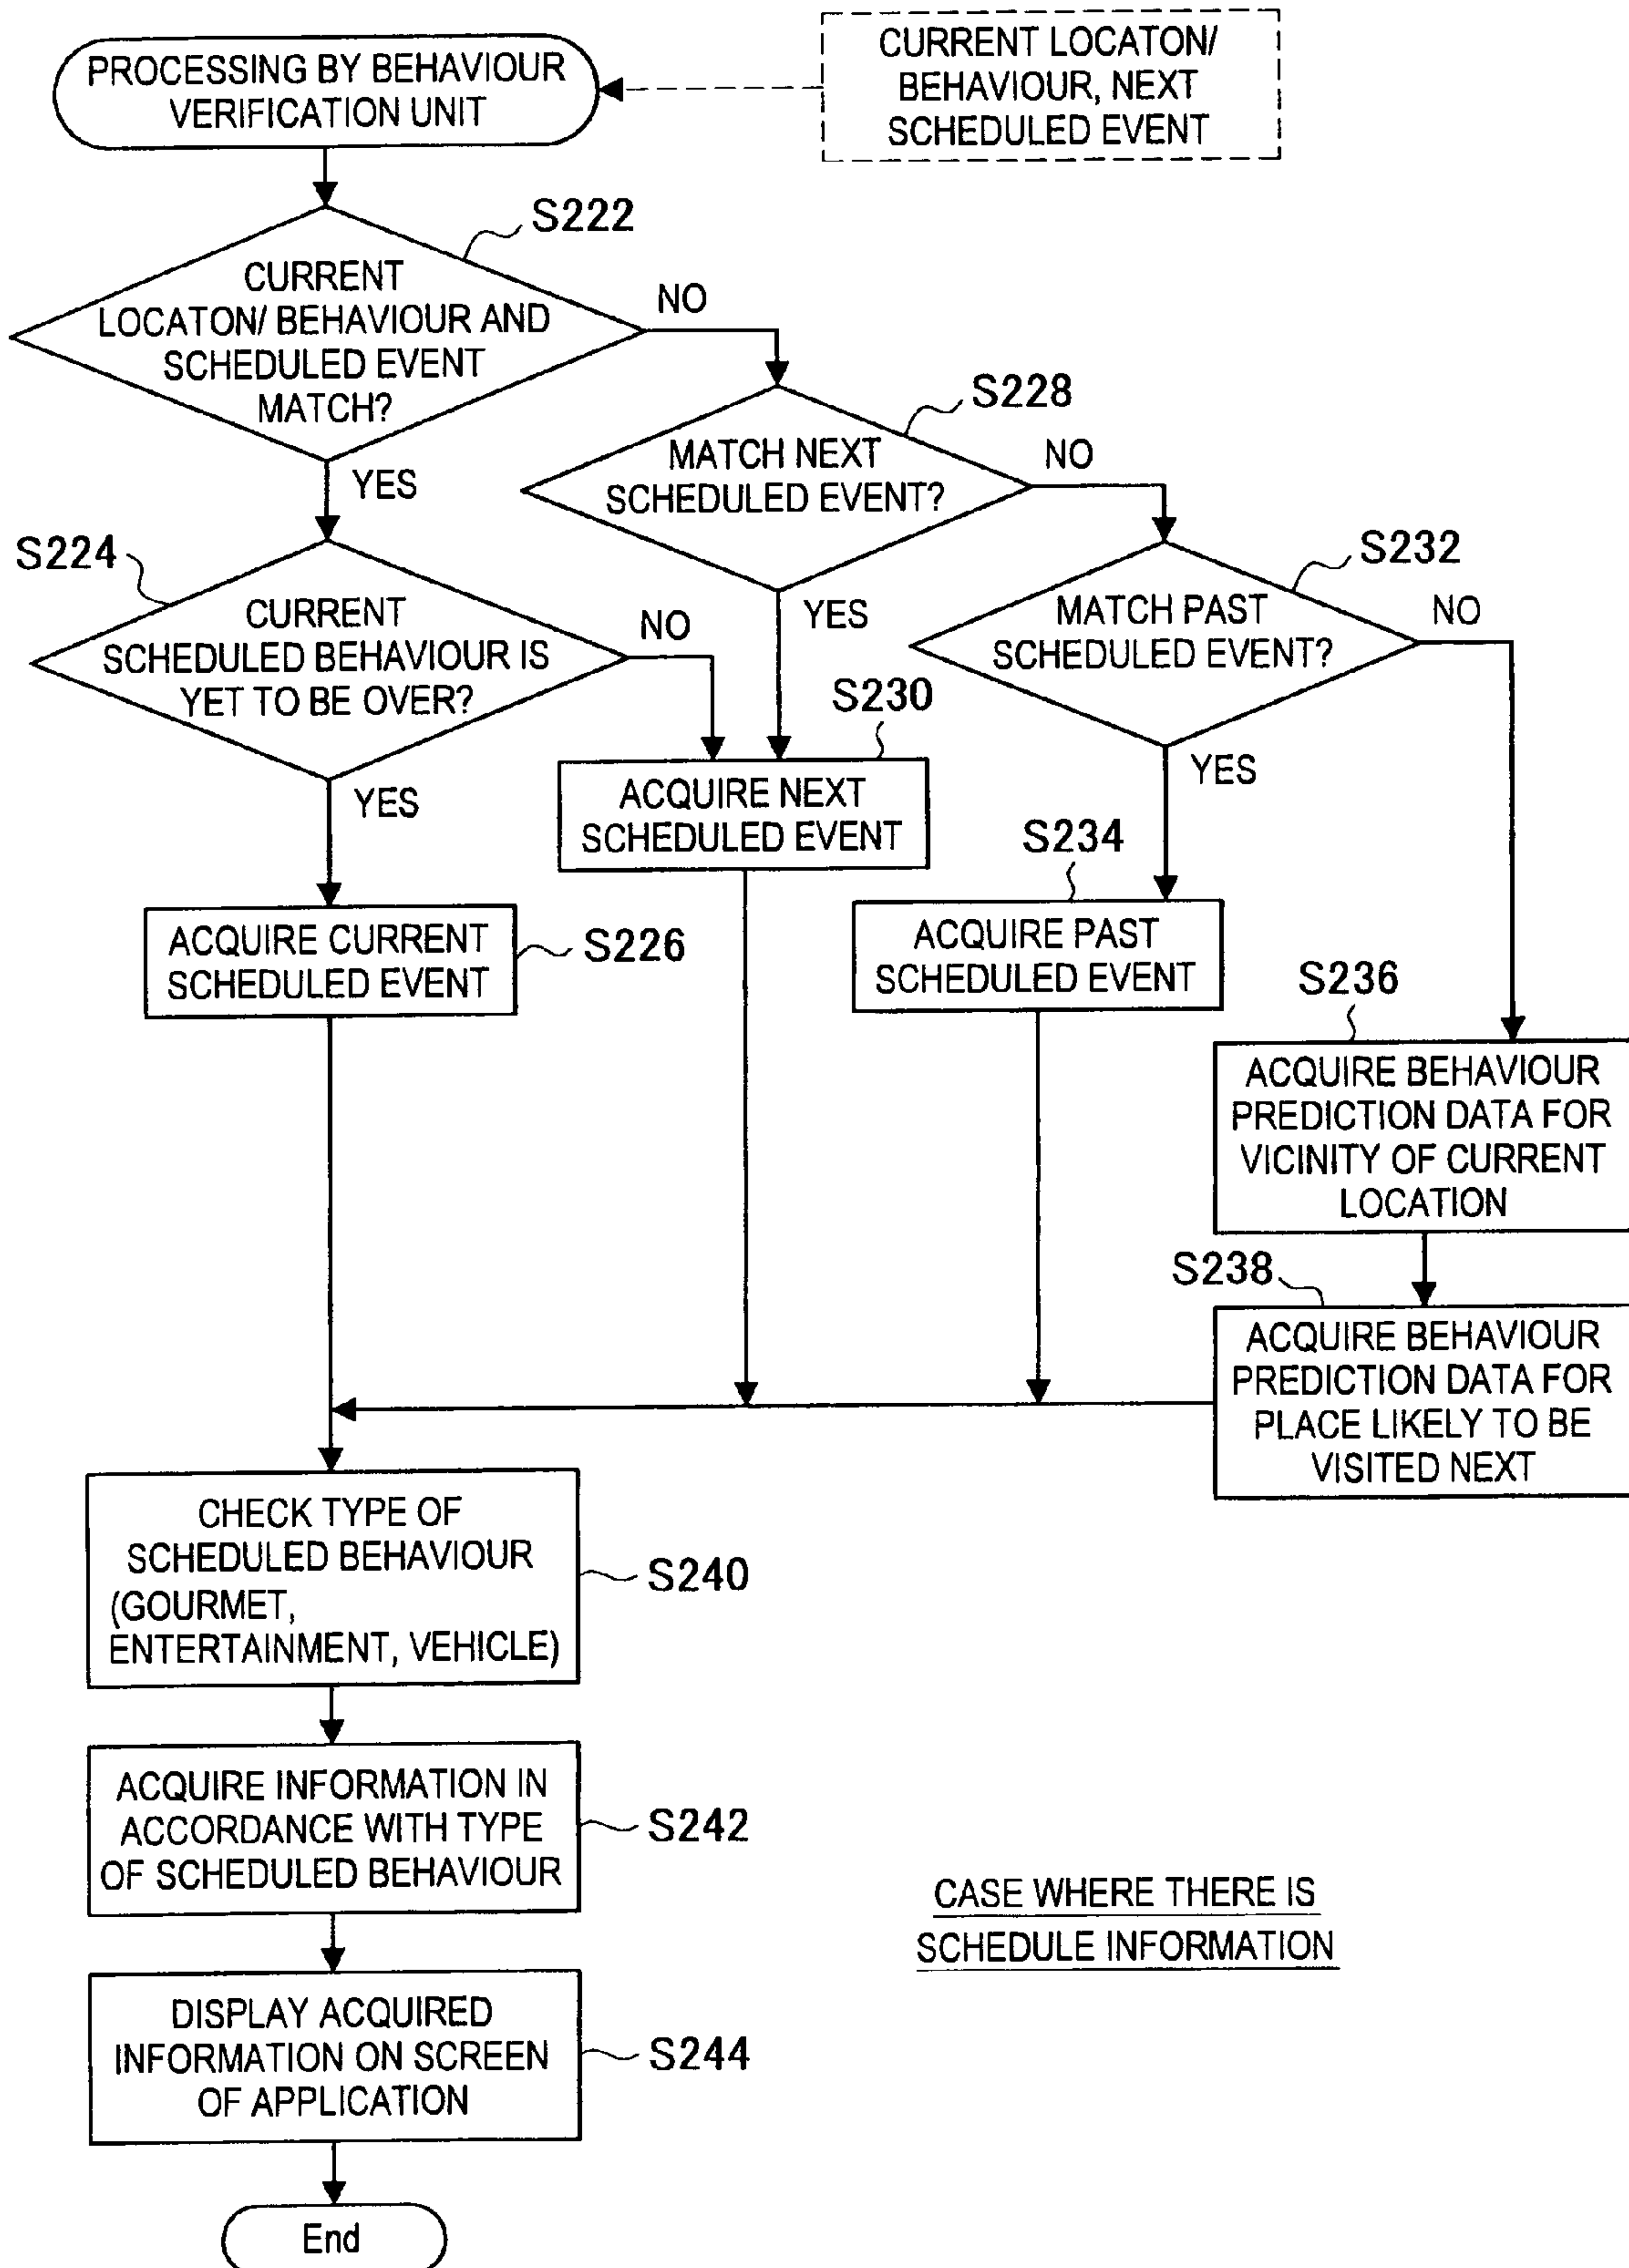 PROCESSING BY BEHAVIOUR
VERIFICATION UNIT
CURRENT LOCATON/
BEHAVIOUR, NEXT
SCHEDULED EVENT
S222
CURRENT
LOCATON/ BEHAVIOUR AND
SCHEDULED EVENT
MATCH?
NO
YES
S228
MATCH NEXT
SCHEDULED EVENT?
NO
YES
S224
CURRENT
SCHEDULED BEHAVIOUR IS
YET TO BE OVER?
NO
YES
S232
MATCH PAST
SCHEDULED EVENT?
NO
YES
S230
ACQUIRE NEXT
SCHEDULED EVENT
S234
ACQUIRE PAST
SCHEDULED EVENT
ACQUIRE CURRENT
SCHEDULED EVENT
S226
S236
ACQUIRE BEHAVIOUR
PREDICTION DATA FOR
VICINITY OF CURRENT
LOCATION
S238
ACQUIRE BEHAVIOUR
PREDICTION DATA FOR
PLACE LIKELY TO BE
VISITED NEXT
CHECK TYPE OF
SCHEDULED BEHAVIOUR
(GOURMET,
ENTERTAINMENT, VEHICLE)
S240
ACQUIRE INFORMATION IN
ACCORDANCE WITH TYPE
OF SCHEDULED BEHAVIOUR
S242
CASE WHERE THERE IS
SCHEDULE INFORMATION
DISPLAY ACQUIRED
INFORMATION ON SCREEN
OF APPLICATION
S244
End